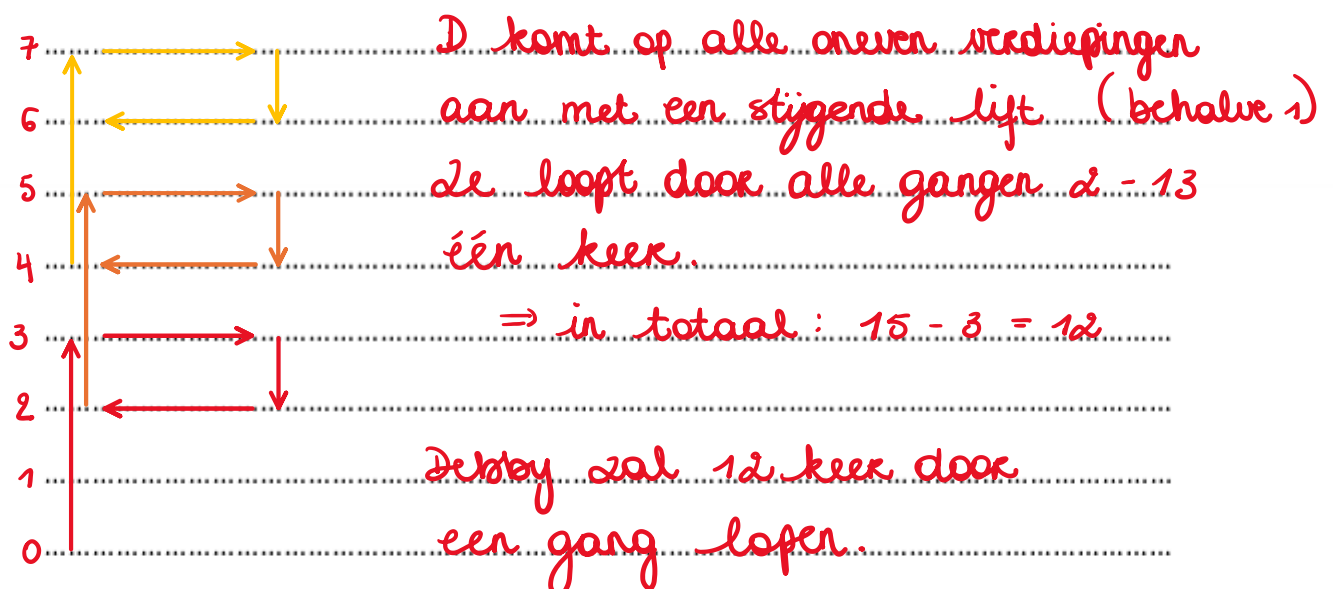 7 D komt op alle oneven verdiepingen
6 aan met een stijgende lift (behalve 1)
5 Ze loopt door alle gangen 2 - 13
4 één keer.
3 ⇒ in totaal : 15 - 3 = 12
2
1 Debby zal 12 keer door
0 een gang lopen.